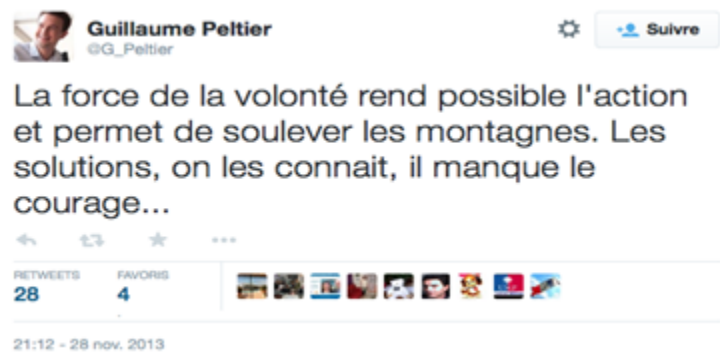 Guillaume Peltier
@G_Peltier
Suivre
La force de la volonté rend possible l'action
et permet de soulever les montagnes. Les
solutions, on les connait, il manque le
courage...
RETWEETS
FAVORIS
28
4
21:12 - 28 nov. 2013